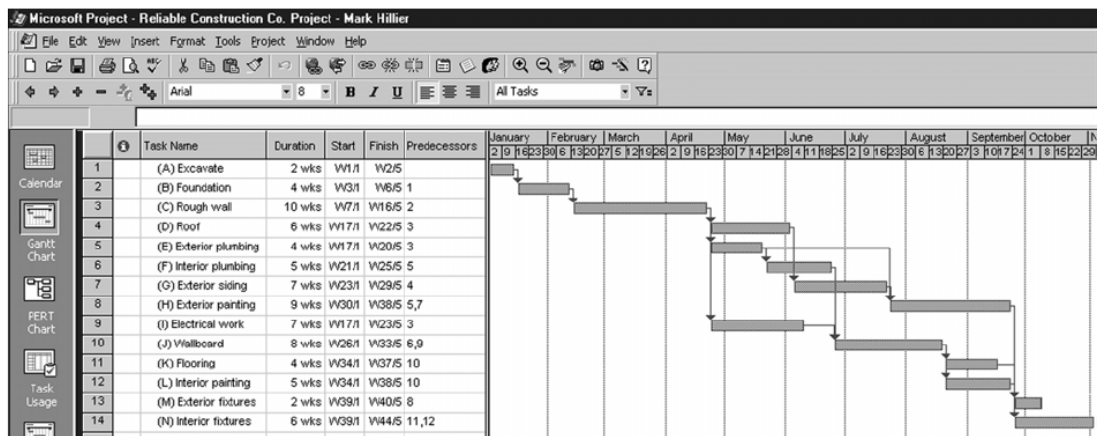 Microsoft Project - Reliable Construction Co. Project - Mark Hillier
File Edit View Insert Format Tools Project Window Help
Arial 8 B I U All Tasks
January February March April May June July August September October N
Task Name Duration Start Finish Predecessors
2 9 16 23 30 6 13 20 27 5 12 19 26 2 9 16 23 30 7 14 21 28 4 11 18 25 2 9 16 23 30 6 13 20 27 3 10 17 24 1 8 15 22 29
1 (A) Excavate 2 wks W1/1 W2/5
2 (B) Foundation 4 wks W3/1 W6/5 1
3 (C) Rough wall 10 wks W7/1 W16/5 2
4 (D) Roof 6 wks W17/1 W22/5 3
5 (E) Exterior plumbing 4 wks W17/1 W20/5 3
6 (F) Interior plumbing 5 wks W21/1 W25/5 5
7 (G) Exterior siding 7 wks W23/1 W29/5 4
8 (H) Exterior painting 9 wks W30/1 W38/5 5,7
9 (I) Electrical work 7 wks W17/1 W23/5 3
10 (J) Wallboard 8 wks W26/1 W33/5 6,9
11 (K) Flooring 4 wks W34/1 W37/5 10
12 (L) Interior painting 5 wks W34/1 W38/5 10
13 (M) Exterior fixtures 2 wks W39/1 W40/5 8
14 (N) Interior fixtures 6 wks W39/1 W44/5 11,12
Calendar
Gantt
Chart
PERT
Chart
Task
Usage